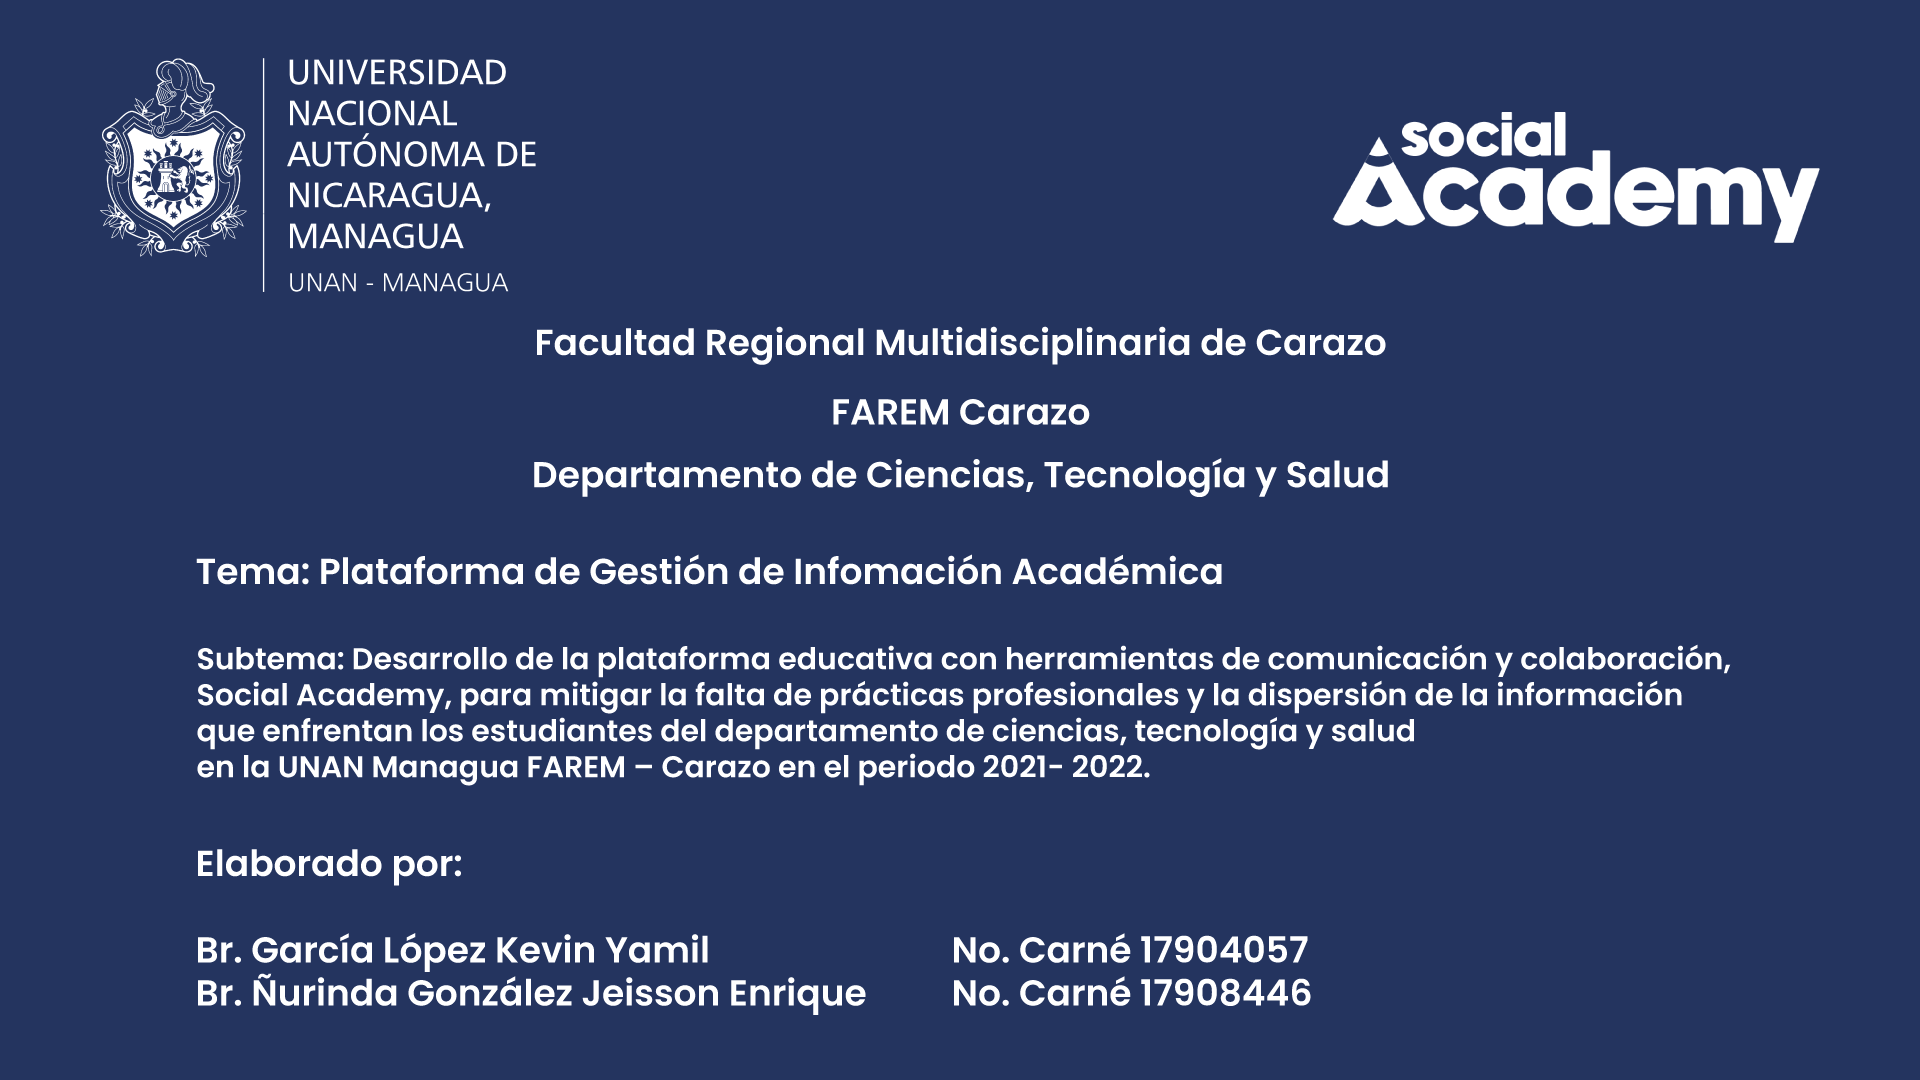 UNIVERSIDAD
NACIONAL
AUTÓNOMA DE
NICARAGUA,
MANAGUA
UNAN - MANAGUA
social
Academy
Facultad Regional Multidisciplinaria de Carazo
FAREM Carazo
Departamento de Ciencias, Tecnología y Salud
Tema: Plataforma de Gestión de Infomación Académica
Subtema: Desarrollo de la plataforma educativa con herramientas de comunicación y colaboración,
Social Academy, para mitigar la falta de prácticas profesionales y la dispersión de la información
que enfrentan los estudiantes del departamento de ciencias, tecnología y salud
en la UNAN Managua FAREM – Carazo en el periodo 2021- 2022.
Elaborado por:
Br. García López Kevin Yamil No. Carné 17904057
Br. Ñurinda González Jeisson Enrique No. Carné 17908446